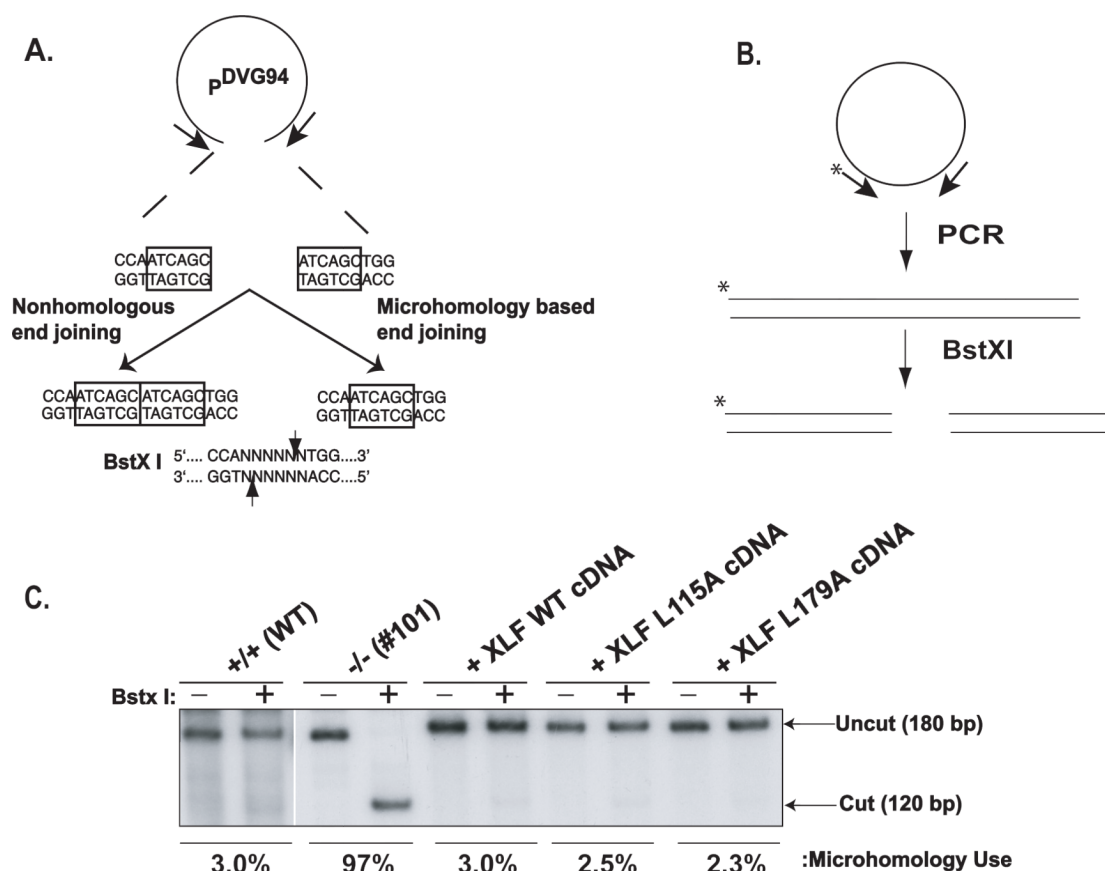 A.
pDVG94
CCAATCAGC ATCAGCTGG
GGTTAGTCG TAGTCGACC
Nonhomologous
end joining
Microhomology based
end joining
CCAATCAGCATCAGCTGG CCAATCAGCTGG
GGTTAGTCGTAGTCGACC GGTTAGTCGACC
BstX I
5'.... CCANNNNNNTGG....3'
3'.... GGTNNNNNNACC....5'
B.
*
PCR
*
BstXI
*
C.
+/+ (WT) -/- (#101) + XLF WT cDNA + XLF L115A cDNA + XLF L179A cDNA
Bstx I: – + – + – + – + – +
Uncut (180 bp)
Cut (120 bp)
3.0% 97% 3.0% 2.5% 2.3% :Microhomology Use